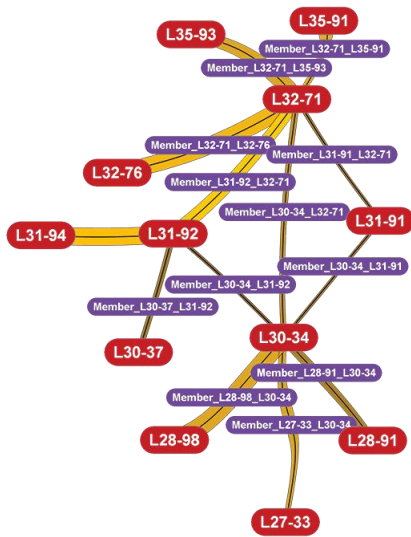 L35-91
L35-93
Member_L32-71_L35-91
Member_L32-71_L35-93
L32-71
Member_L32-71_L32-76
Member_L31-91_L32-71
L32-76
Member_L31-92_L32-71
Member_L30-34_L32-71
L31-91
L31-94
L31-92
Member_L30-34_L31-91
Member_L30-34_L31-92
Member_L30-37_L31-92
L30-34
L30-37
Member_L28-91_L30-34
Member_L28-98_L30-34
Member_L27-33_L30-34
L28-98
L28-91
L27-33